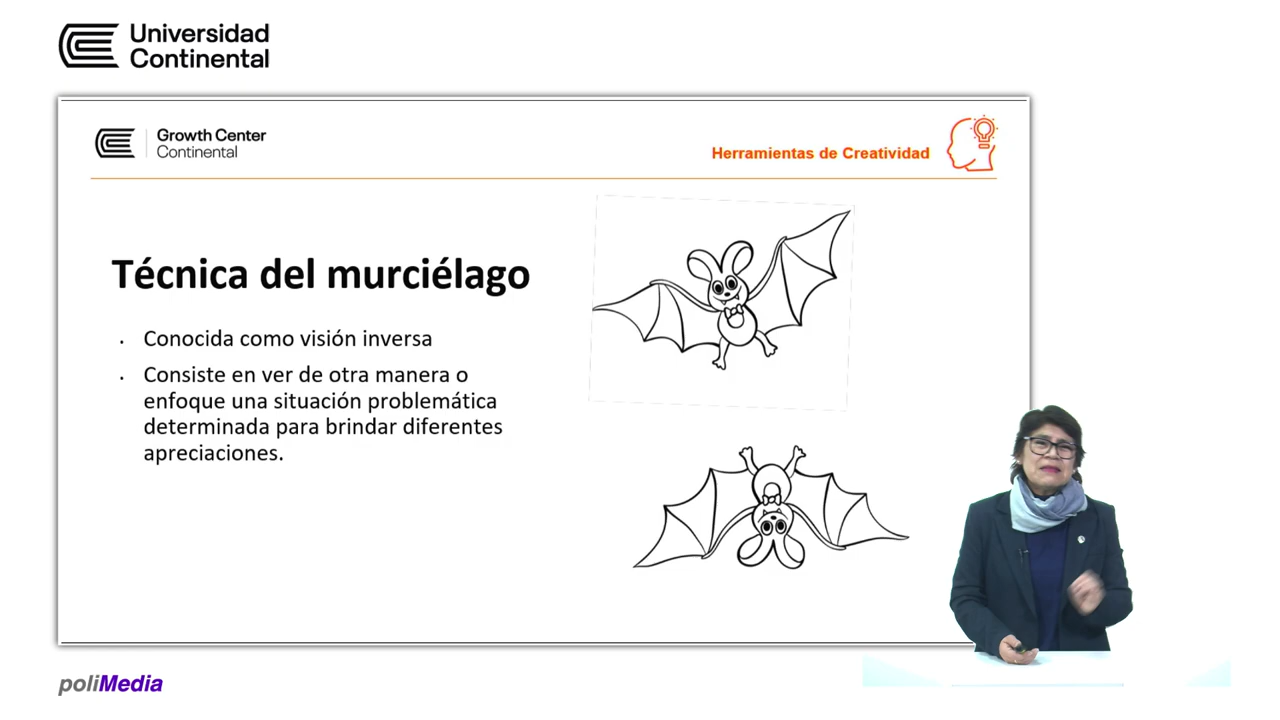 Universidad
Continental
Growth Center
Continental
Herramientas de Creatividad
Técnica del murciélago
. Conocida como visión inversa
. Consiste en ver de otra manera o
enfoque una situación problemática
determinada para brindar diferentes
apreciaciones.
poliMedia